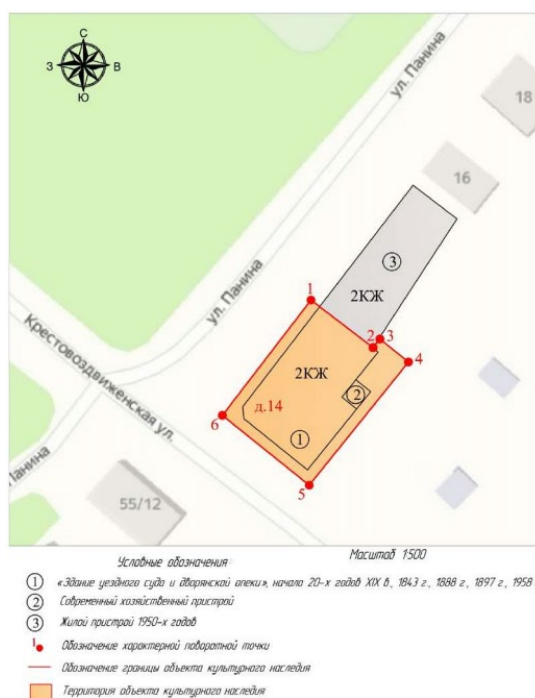 С
З В
Ю
ул. Панина
18
16
ул. Панина
3
2КЖ
1
2 3
4
2КЖ
2
Крестовоздвиженская ул.
д.14
6
1
Панина
5
55/12
Условные обозначения
Масштаб 1500
1 «Здание уездного суда и дворянской опеки», начало 20-х годов XIX в., 1843 г., 1888 г., 1897 г., 1958
2 Современный хозяйственный пристрой
3 Жилой пристрой 1950-х годов
1 Обозначение характерной поворотной точки
Обозначение границы объекта культурного наследия
Территория объекта культурного наследия